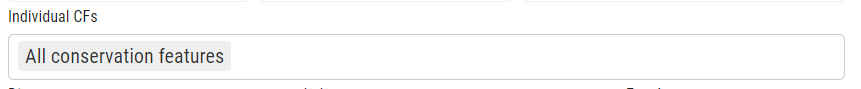 Individual CFs
All conservation features